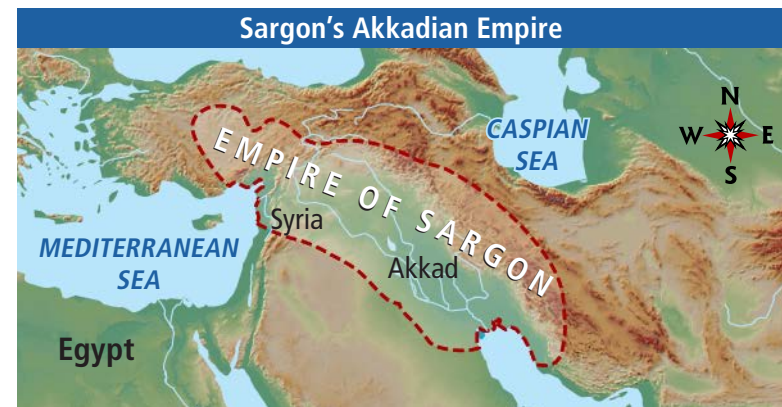 Sargon's Akkadian Empire
N
W E
S
CASPIAN
SEA
EMPIRE OF SARGON
Syria
Akkad
MEDITERRANEAN
SEA
Egypt